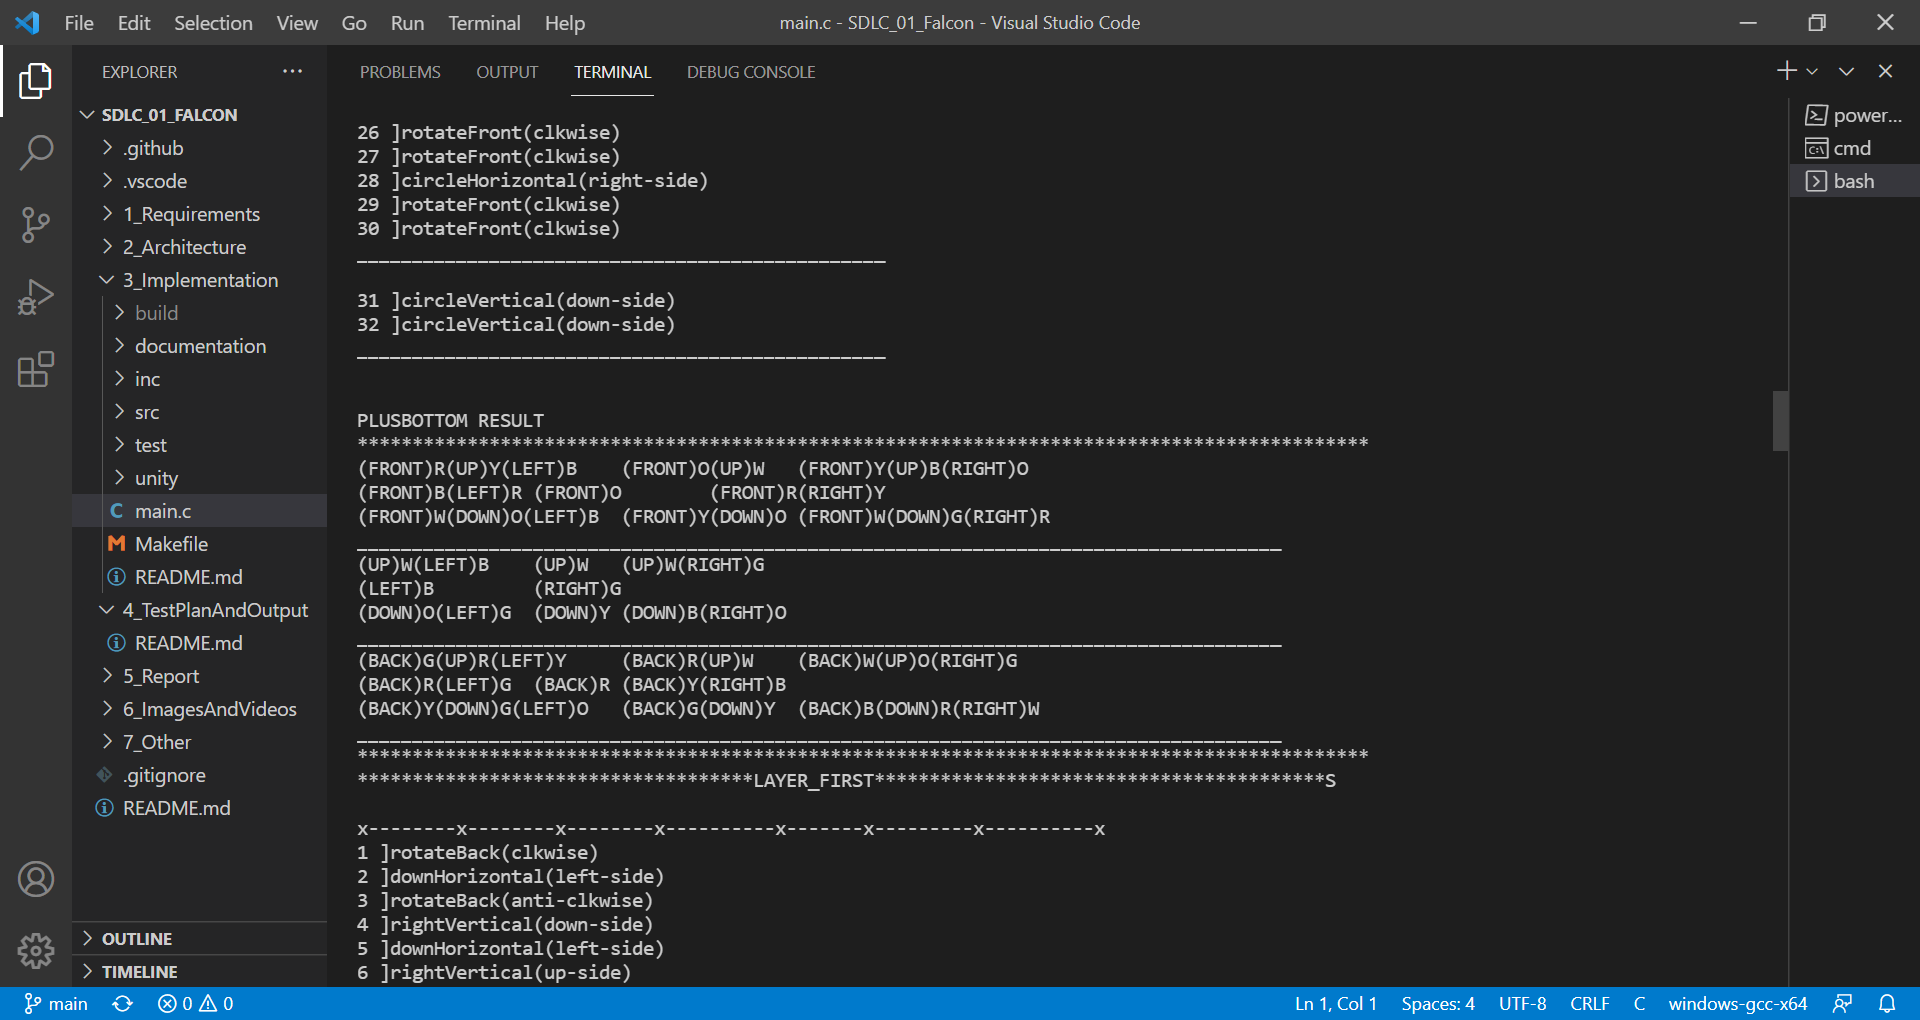 File Edit Selection View Go Run Terminal Help
main.c - SDLC_01_Falcon - Visual Studio Code
EXPLORER
SDLC_01_FALCON
.github
.vscode
1_Requirements
2_Architecture
3_Implementation
build
documentation
inc
src
test
unity
C main.c
M Makefile
README.md
4_TestPlanAndOutput
README.md
5_Report
6_ImagesAndVideos
7_Other
.gitignore
README.md
OUTLINE
TIMELINE
PROBLEMS OUTPUT TERMINAL DEBUG CONSOLE
26 ]rotateFront(clkwise)
27 ]rotateFront(clkwise)
28 ]circleHorizontal(right-side)
29 ]rotateFront(clkwise)
30 ]rotateFront(clkwise)
________________________________________________
31 ]circleVertical(down-side)
32 ]circleVertical(down-side)
________________________________________________
PLUSBOTTOM RESULT
********************************************************************************************
(FRONT)R(UP)Y(LEFT)B    (FRONT)O(UP)W   (FRONT)Y(UP)B(RIGHT)O
(FRONT)B(LEFT)R (FRONT)O        (FRONT)R(RIGHT)Y
(FRONT)W(DOWN)O(LEFT)B  (FRONT)Y(DOWN)O (FRONT)W(DOWN)G(RIGHT)R
____________________________________________________________________________________
(UP)W(LEFT)B    (UP)W   (UP)W(RIGHT)G
(LEFT)B         (RIGHT)G
(DOWN)O(LEFT)G  (DOWN)Y (DOWN)B(RIGHT)O
____________________________________________________________________________________
(BACK)G(UP)R(LEFT)Y     (BACK)R(UP)W    (BACK)W(UP)O(RIGHT)G
(BACK)R(LEFT)G  (BACK)R (BACK)Y(RIGHT)B
(BACK)Y(DOWN)G(LEFT)O   (BACK)G(DOWN)Y  (BACK)B(DOWN)R(RIGHT)W
____________________________________________________________________________________
********************************************************************************************
************************************LAYER_FIRST*****************************************S
x--------x--------x--------x----------x-------x---------x----------x
1 ]rotateBack(clkwise)
2 ]downHorizontal(left-side)
3 ]rotateBack(anti-clkwise)
4 ]rightVertical(down-side)
5 ]downHorizontal(left-side)
6 ]rightVertical(up-side)
power...
cmd
bash
main 0 0 Ln 1, Col 1 Spaces: 4 UTF-8 CRLF C windows-gcc-x64